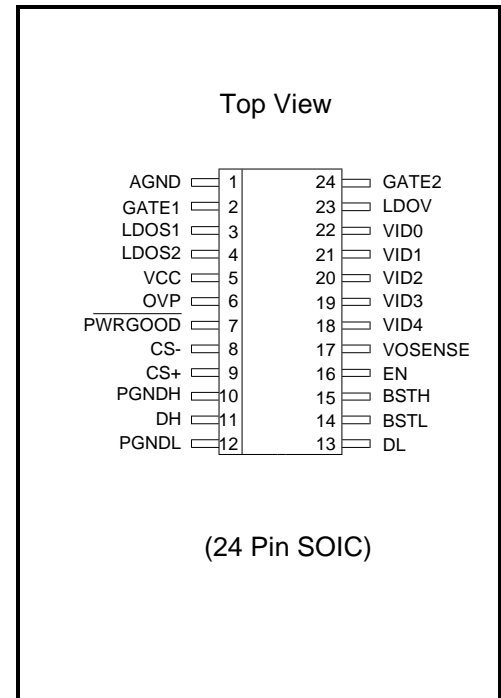 Top View
AGND 1 24 GATE2
GATE1 2 23 LDOV
LDOS1 3 22 VID0
LDOS2 4 21 VID1
VCC 5 20 VID2
OVP 6 19 VID3
PWRGOOD 7 18 VID4
CS- 8 17 VOSENSE
CS+ 9 16 EN
PGNDH 10 15 BSTH
DH 11 14 BSTL
PGNDL 12 13 DL
(24 Pin SOIC)